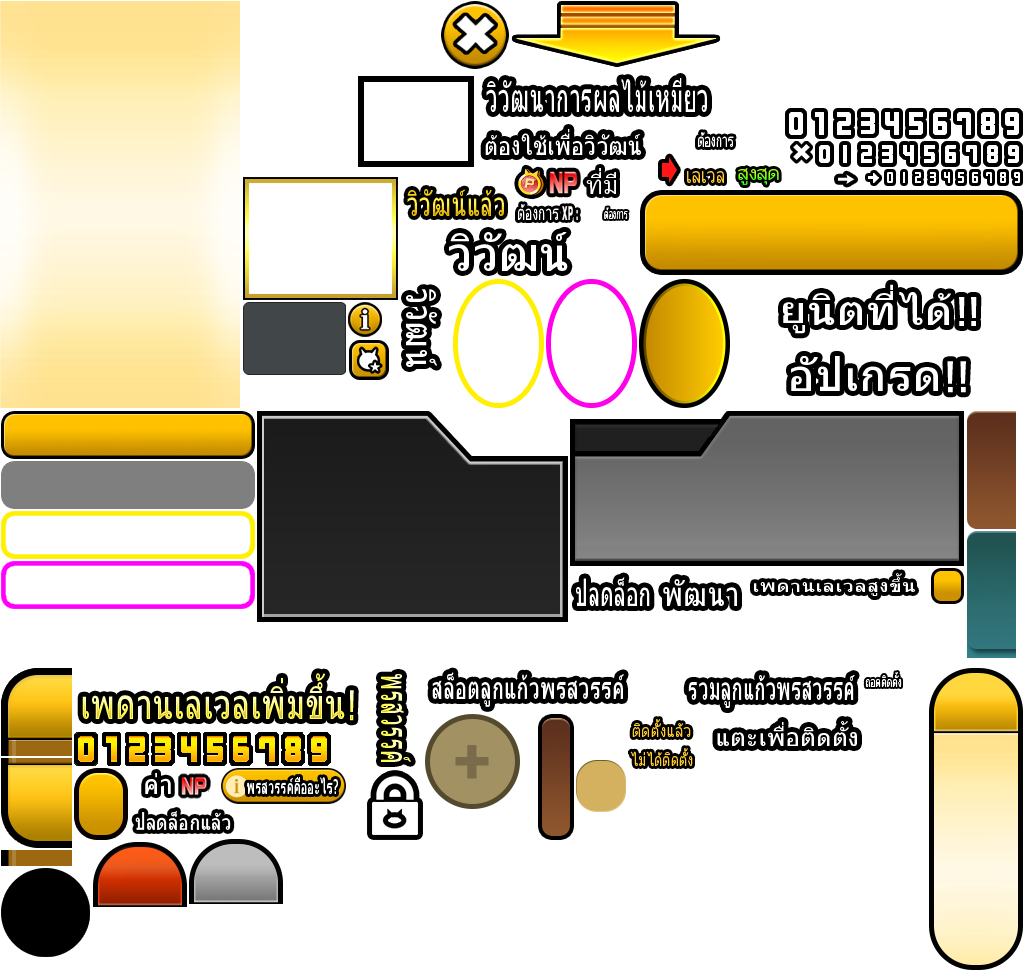 วิวัฒนาการผลไม้เหมียว
ต้องใช้เพื่อวิวัฒน์
ต้องการ
0123456789
×0123456789
0123456789
เลเวล สูงสุด
NP ที่มี
วิวัฒน์แล้ว
ต้องการ XP:
ต้องการ
วิวัฒน์
วิวัฒน์
i
ยูนิตที่ได้!!
อัปเกรด!!
ปลดล็อก พัฒนา
เพดานเลเวลสูงขึ้น
เพดานเลเวลเพิ่มขึ้น!
0123456789
ค่า NP
i พรสวรรค์คืออะไร?
ปลดล็อกแล้ว
พรสวรรค์
สล็อตลูกแก้วพรสวรรค์
รวมลูกแก้วพรสวรรค์
ถอดติดตั้ง
ติดตั้งแล้ว
ไม่ได้ติดตั้ง
แตะเพื่อติดตั้ง